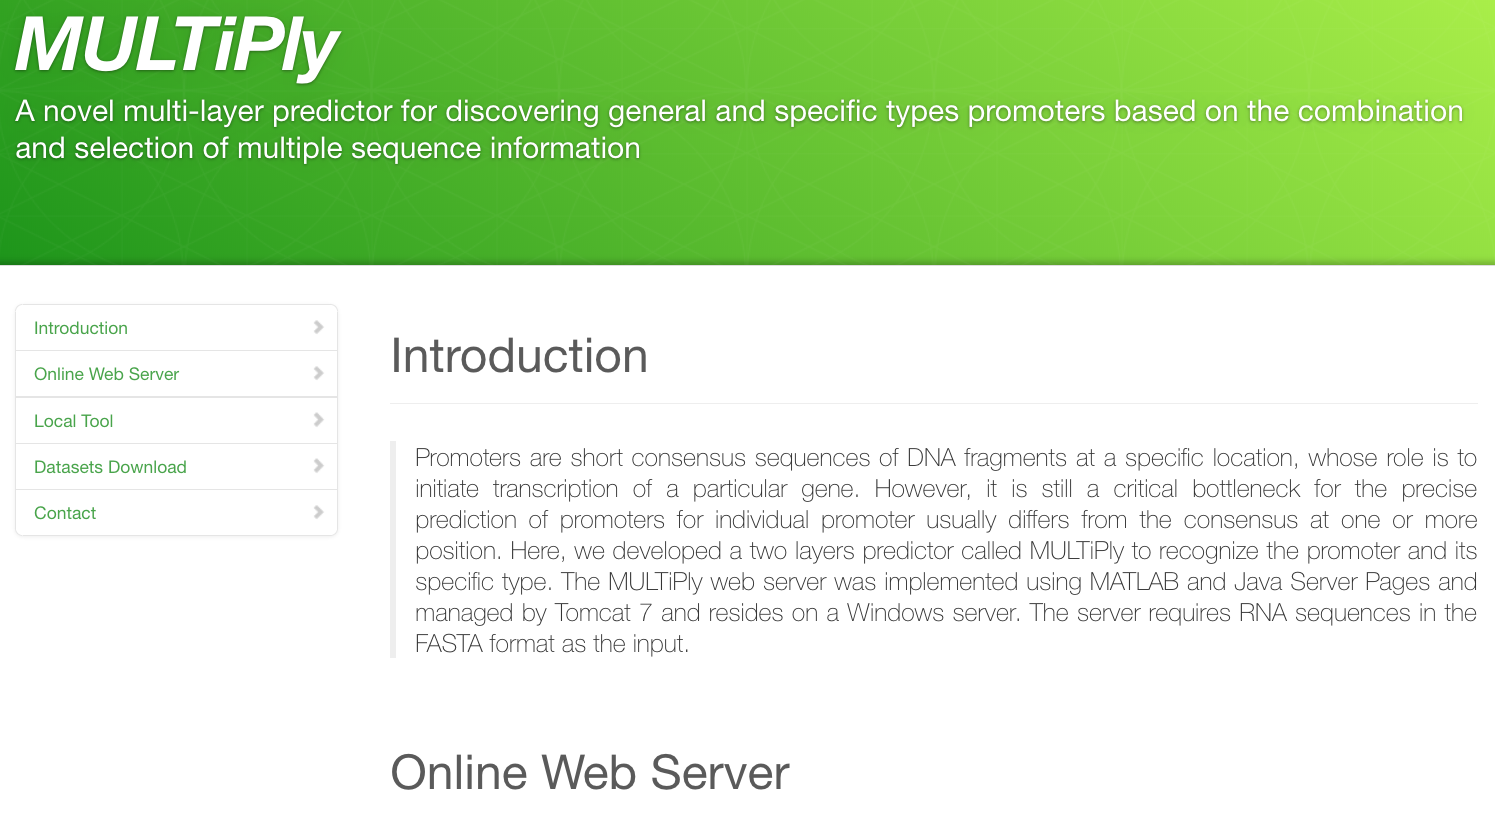 MULTiPly
A novel multi-layer predictor for discovering general and specific types promoters based on the combination
and selection of multiple sequence information
Introduction
Online Web Server
Local Tool
Datasets Download
Contact
Introduction
Promoters are short consensus sequences of DNA fragments at a specific location, whose role is to
initiate transcription of a particular gene. However, it is still a critical bottleneck for the precise
prediction of promoters for individual promoter usually differs from the consensus at one or more
position. Here, we developed a two layers predictor called MULTiPly to recognize the promoter and its
specific type. The MULTiPly web server was implemented using MATLAB and Java Server Pages and
managed by Tomcat 7 and resides on a Windows server. The server requires RNA sequences in the
FASTA format as the input.
Online Web Server